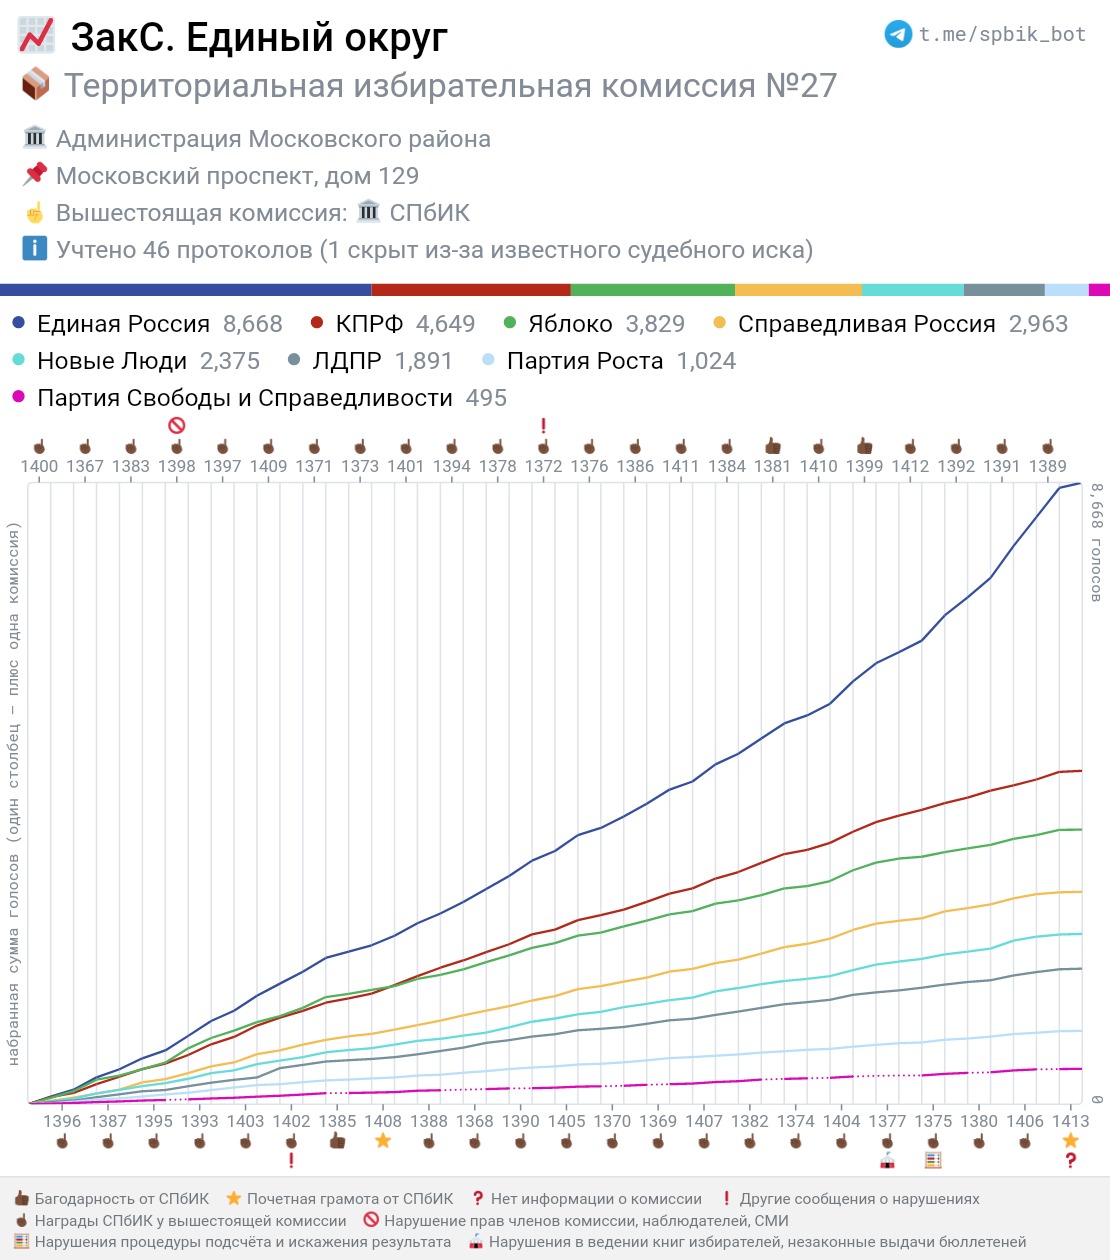 ЗакС. Единый округ
t.me/spbik_bot
Территориальная избирательная комиссия №27
Администрация Московского района
Московский проспект, дом 129
Вышестоящая комиссия: СПбИК
Учтено 46 протоколов (1 скрыт из-за известного судебного иска)
Единая Россия 8,668 КПРФ 4,649 Яблоко 3,829 Справедливая Россия 2,963
Новые Люди 2,375 ЛДПР 1,891 Партия Роста 1,024
Партия Свободы и Справедливости 495
1400 1367 1383 1398 1397 1409 1371 1373 1401 1394 1378 1372 1376 1386 1411 1384 1381 1410 1399 1412 1392 1391 1389
8,668 голосов
набранная сумма голосов (один столбец — плюс одна комиссия)
0
1396 1387 1395 1393 1403 1402 1385 1408 1388 1368 1390 1405 1370 1369 1407 1382 1374 1404 1377 1375 1380 1406 1413
Багодарность от СПбИК Почетная грамота от СПбИК Нет информации о комиссии Другие сообщения о нарушениях
Награды СПбИК у вышестоящей комиссии Нарушение прав членов комиссии, наблюдателей, СМИ
Нарушения процедуры подсчёта и искажения результата Нарушения в ведении книг избирателей, незаконные выдачи бюллетеней